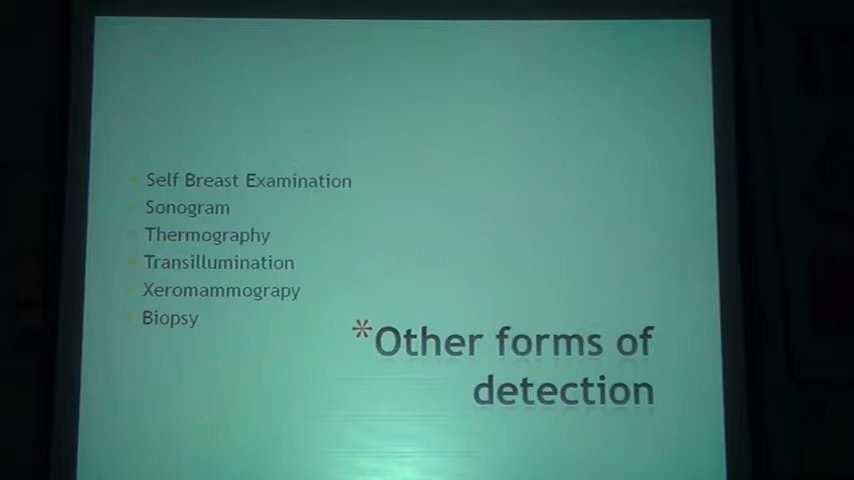 Self Breast Examination
Sonogram
Thermography
Transillumination
Xeromammograpy
Biopsy
*Other forms of
detection